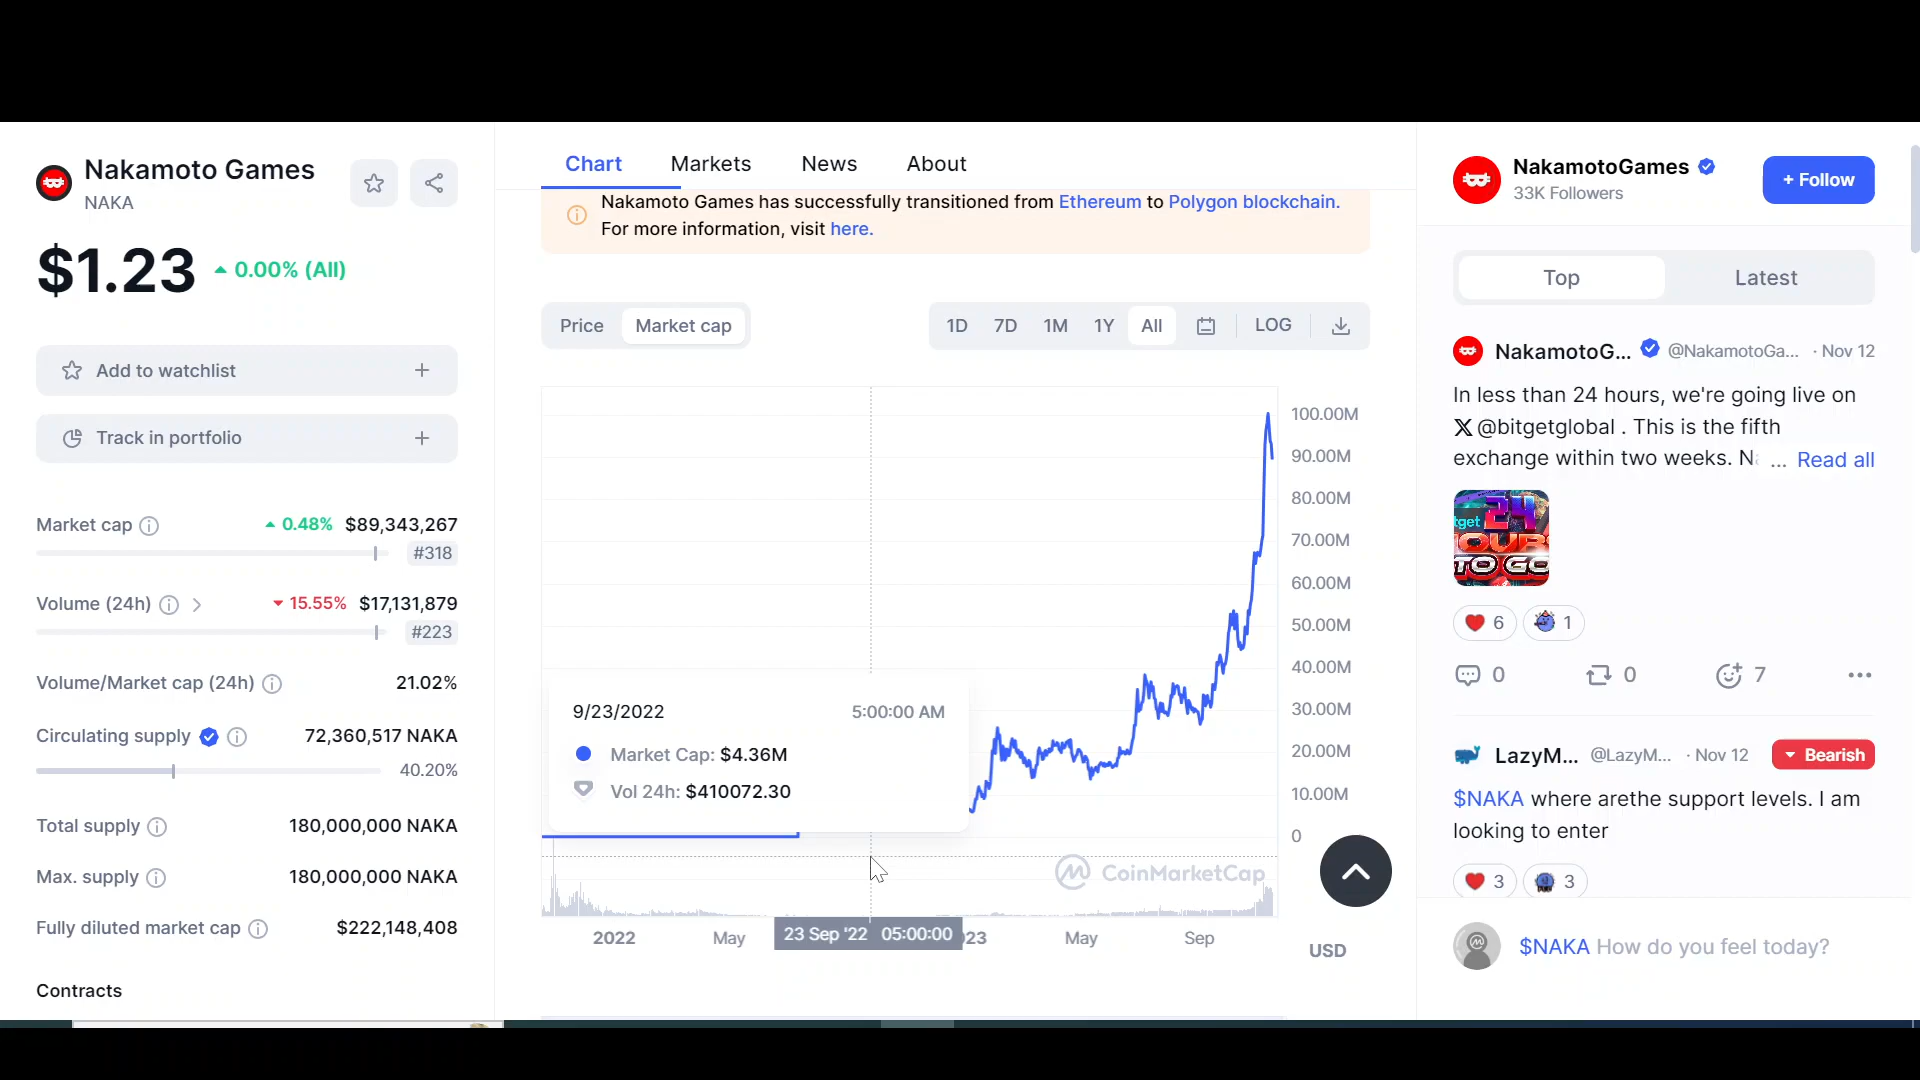 Nakamoto Games
NAKA
$1.23
0.00% (All)
Add to watchlist
Track in portfolio
Market cap
0.48% $89,343,267
#318
Volume (24h)
15.55% $17,131,879
#223
Volume/Market cap (24h)
21.02%
Circulating supply
72,360,517 NAKA
40.20%
Total supply
180,000,000 NAKA
Max. supply
180,000,000 NAKA
Fully diluted market cap
$222,148,408
Contracts
Chart
Markets
News
About
Nakamoto Games has successfully transitioned from Ethereum to Polygon blockchain.
For more information, visit here.
Price
Market cap
1D
7D
1M
1Y
All
LOG
100.00M
90.00M
80.00M
70.00M
60.00M
50.00M
40.00M
30.00M
20.00M
10.00M
0
9/23/2022
5:00:00 AM
Market Cap: $4.36M
Vol 24h: $410072.30
CoinMarketCap
2022
May
23 Sep '22 05:00:00
23
May
Sep
USD
NakamotoGames
33K Followers
+ Follow
Top
Latest
NakamotoG... @NakamotoGa... · Nov 12
In less than 24 hours, we're going live on
X @bitgetglobal . This is the fifth
exchange within two weeks. Na ... Read all
get 24
HOURS
TO GO
6
1
0
0
7
LazyM... @LazyM... · Nov 12
Bearish
$NAKA where arethe support levels. I am
looking to enter
3
3
$NAKA How do you feel today?